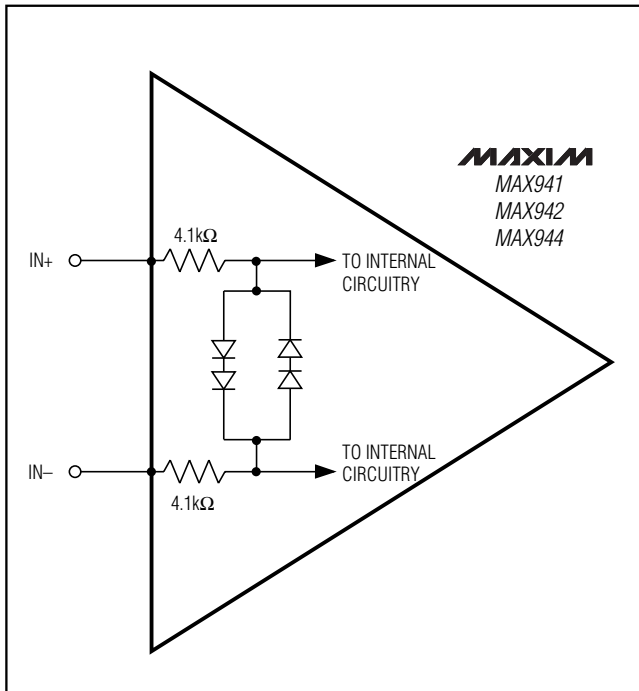 MAXIM
MAX941
MAX942
MAX944
4.1kΩ
IN+
TO INTERNAL
CIRCUITRY
IN–
TO INTERNAL
CIRCUITRY
4.1kΩ